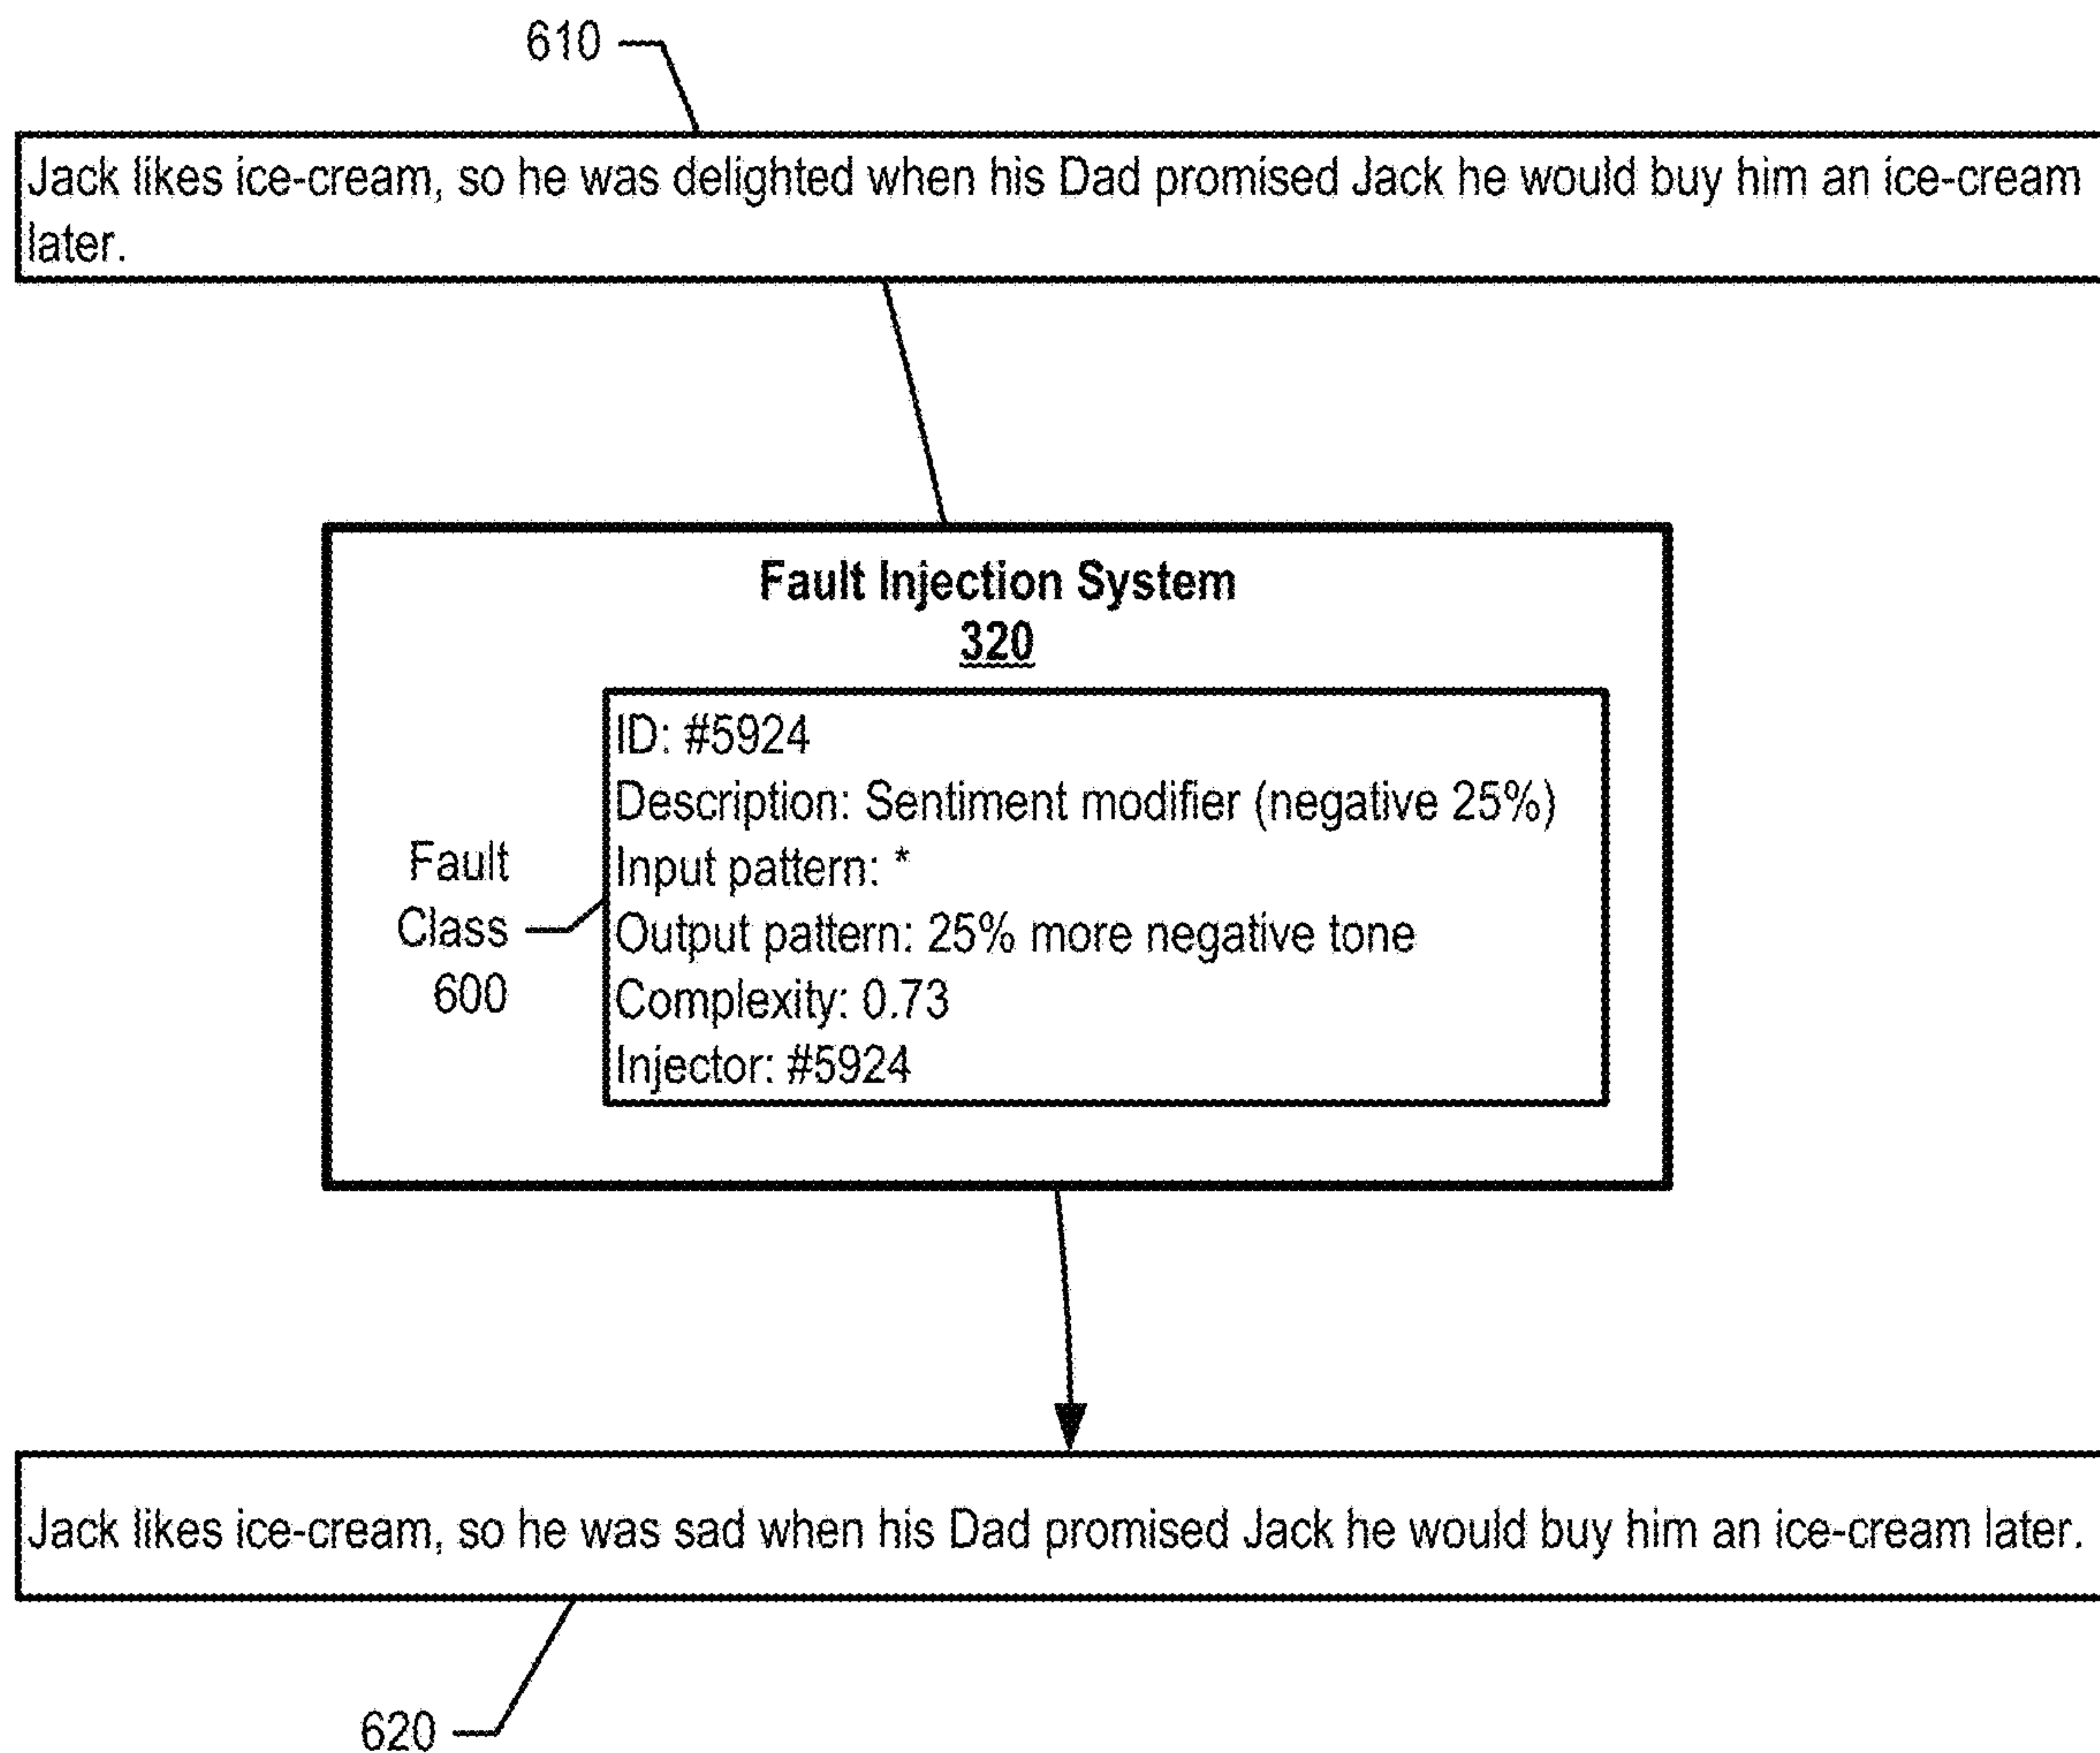 610
Jack likes ice-cream, so he was delighted when his Dad promised Jack he would buy him an ice-cream
later.
Fault Injection System
320
ID: #5924
Description: Sentiment modifier (negative 25%)
Input pattern: *
Output pattern: 25% more negative tone
Complexity: 0.73
Injector: #5924
Fault
Class
600
Jack likes ice-cream, so he was sad when his Dad promised Jack he would buy him an ice-cream later.
620